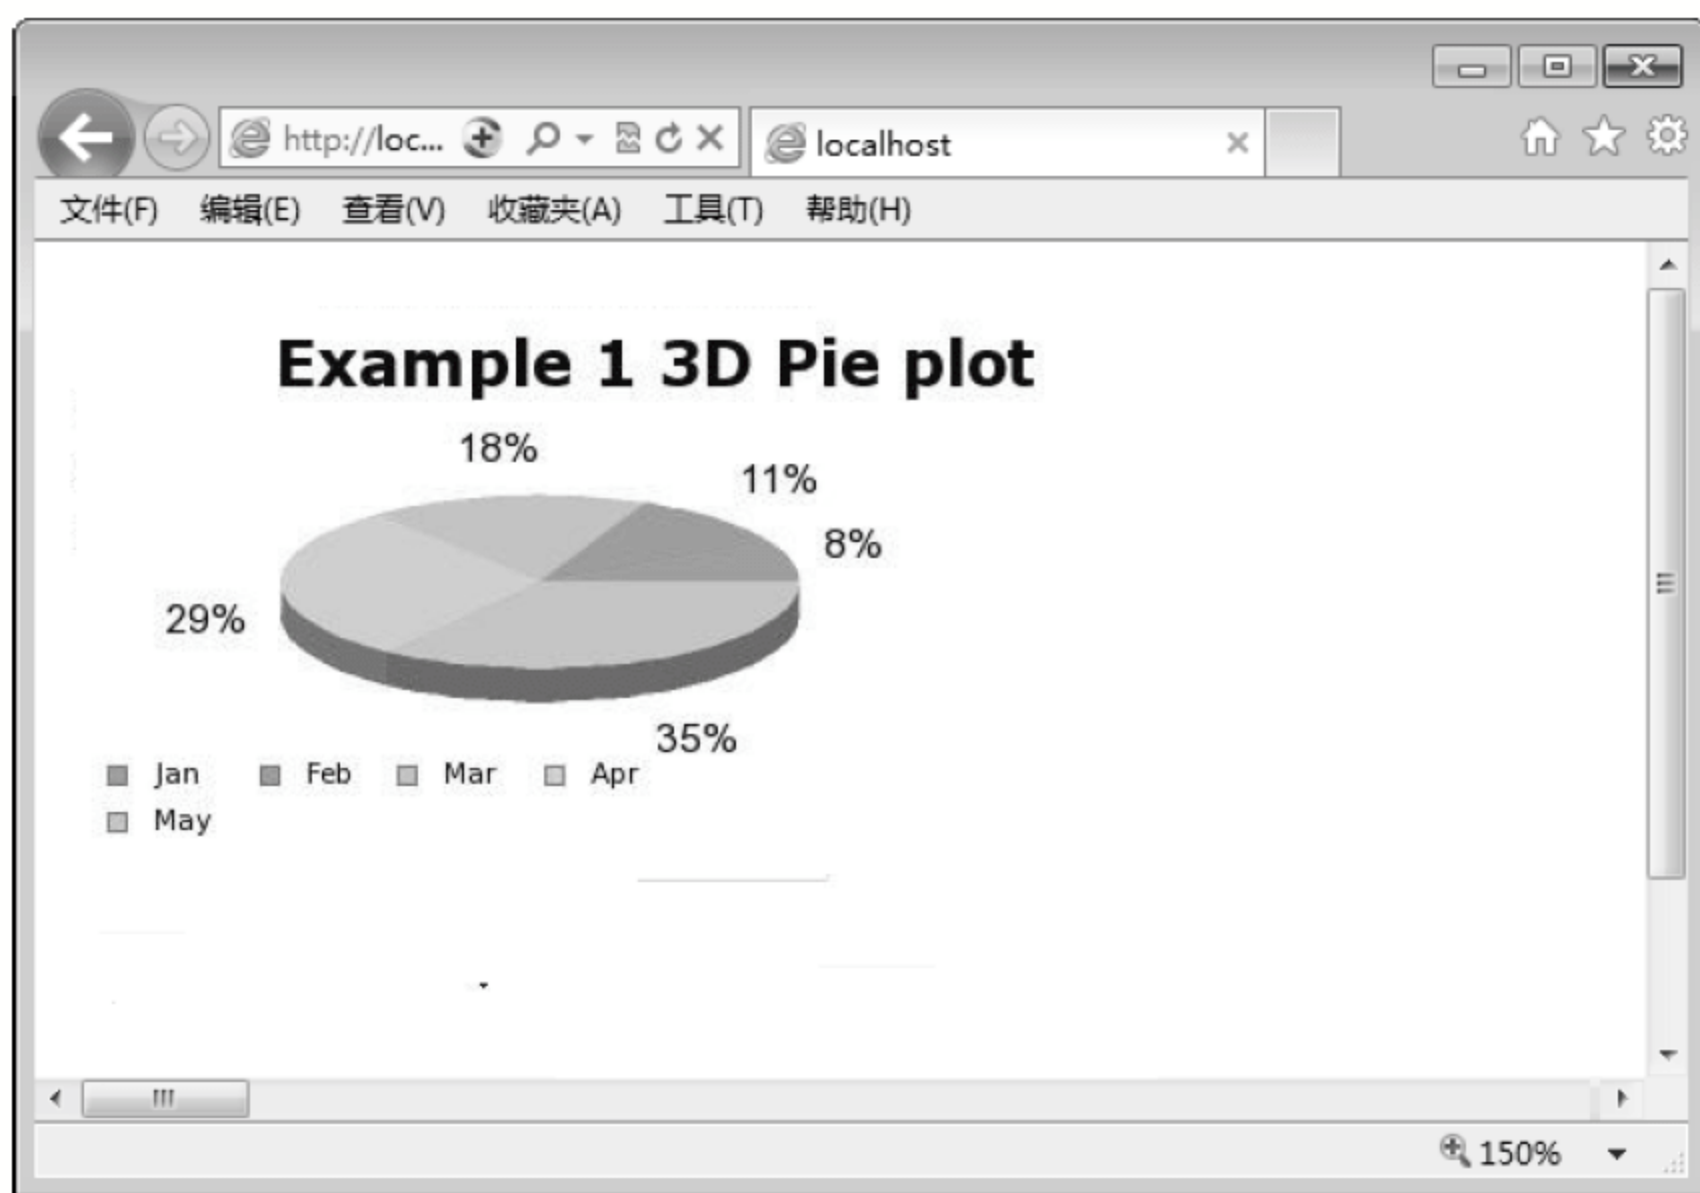 http://loc...
localhost
文件(F) 编辑(E) 查看(V) 收藏夹(A) 工具(T) 帮助(H)
Example 1 3D Pie plot
18%
11%
8%
29%
35%
Jan Feb Mar Apr
May
150%